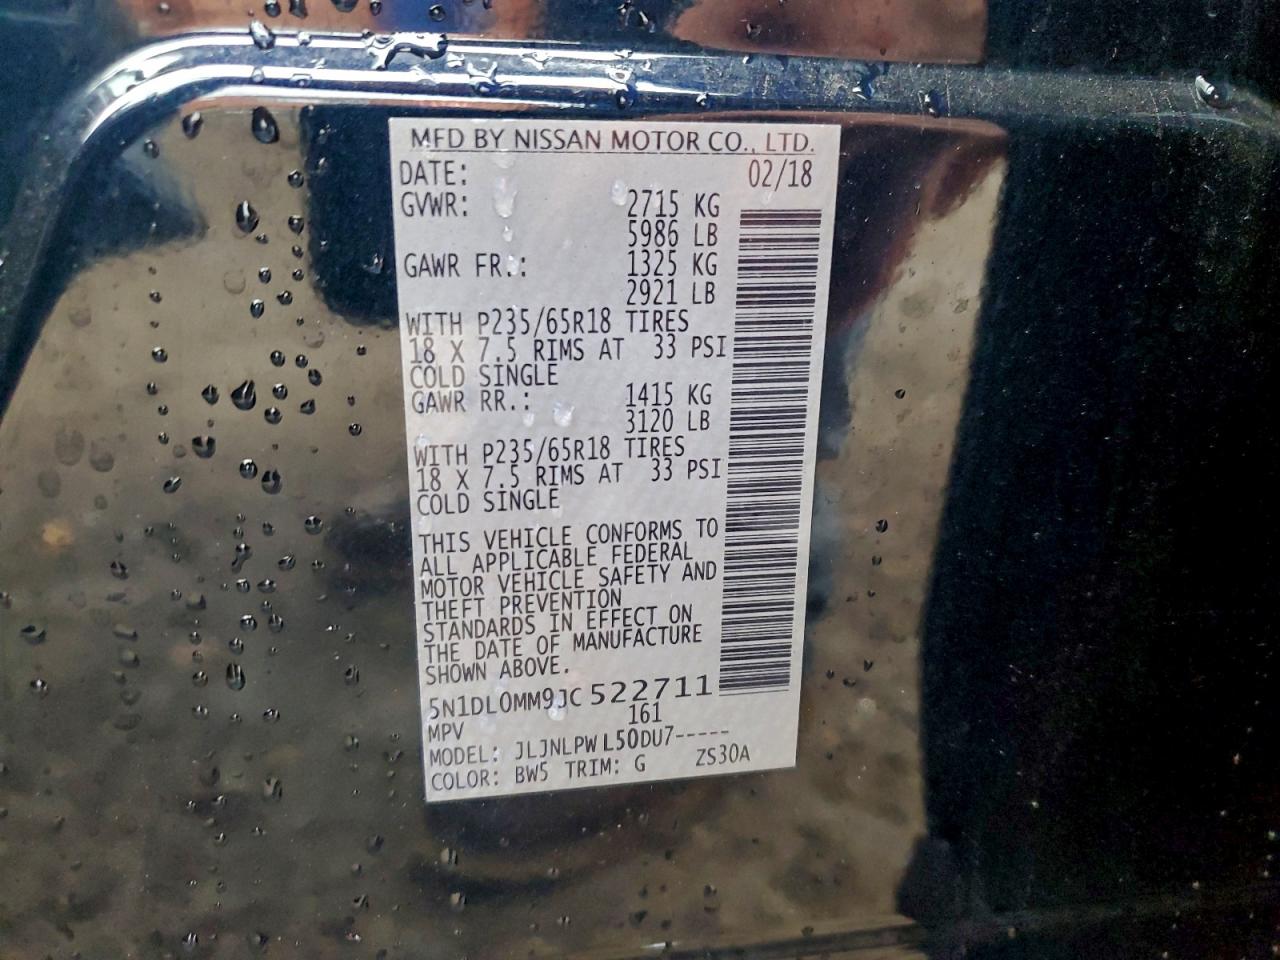 MFD BY NISSAN MOTOR CO., LTD.
DATE: 02/18
GVWR: 2715 KG
5986 LB
GAWR FR.: 1325 KG
2921 LB
WITH P235/65R18 TIRES
18 X 7.5 RIMS AT 33 PSI
COLD SINGLE
GAWR RR.: 1415 KG
3120 LB
WITH P235/65R18 TIRES
18 X 7.5 RIMS AT 33 PSI
COLD SINGLE
THIS VEHICLE CONFORMS TO
ALL APPLICABLE FEDERAL
MOTOR VEHICLE SAFETY AND
THEFT PREVENTION
STANDARDS IN EFFECT ON
THE DATE OF MANUFACTURE
SHOWN ABOVE.
5N1DL0MM9JC522711
MPV 161
MODEL: JLJNLPWL50DU7-----
COLOR: BW5 TRIM: G ZS30A